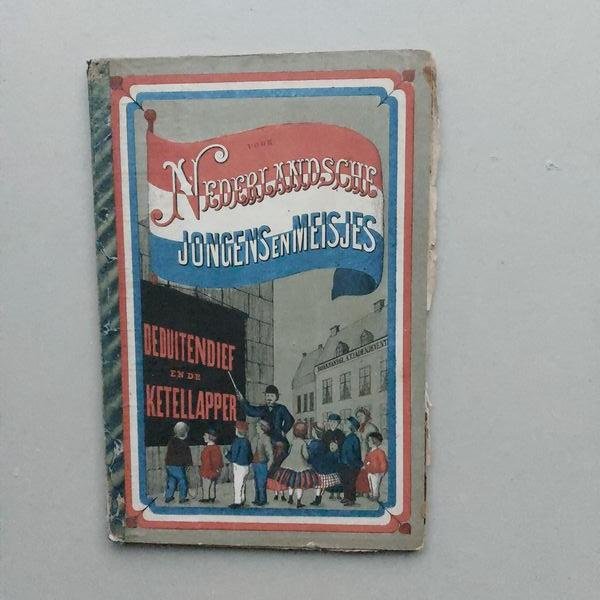 VOOR
NEDERLANDSCHE
JONGENS EN MEISJES
DE DUITENDIEF
EN DE
KETELLAPPER